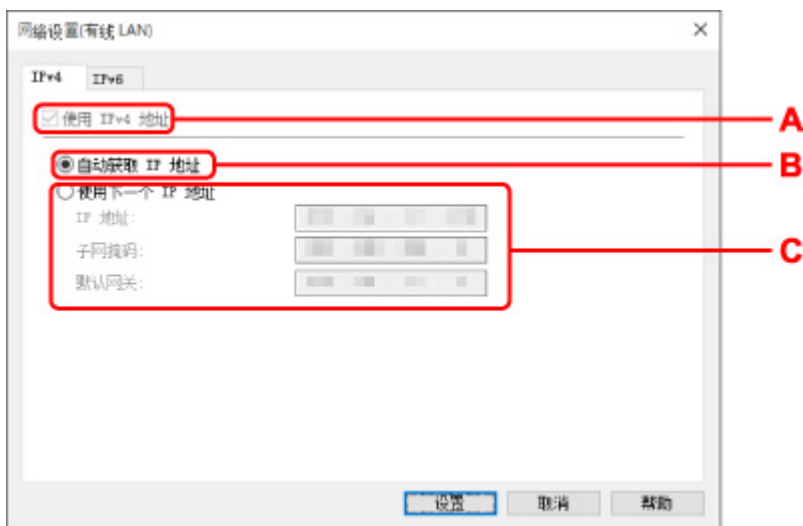 网络设置(有线 LAN)
IPv4 IPv6
使用 IPv4 地址
A
自动获取 IP 地址
B
使用下一个 IP 地址
IP 地址:
子网掩码:
C
默认网关:
设置 取消 帮助